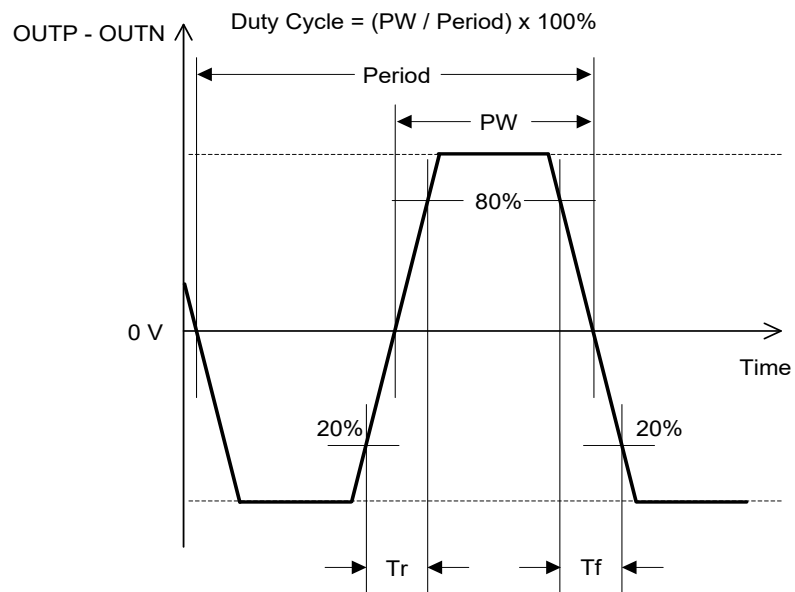 Duty Cycle = (PW / Period) x 100%
OUTP - OUTN
Period
PW
80%
0 V
Time
20%
20%
Tr
Tf